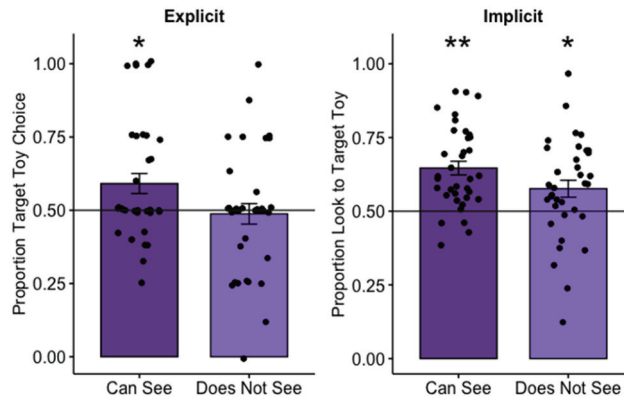 Explicit
*
Proportion Target Toy Choice
1.00
0.75
0.50
0.25
0.00
Can See
Does Not See
Implicit
**
*
Proportion Look to Target Toy
1.00
0.75
0.50
0.25
0.00
Can See
Does Not See